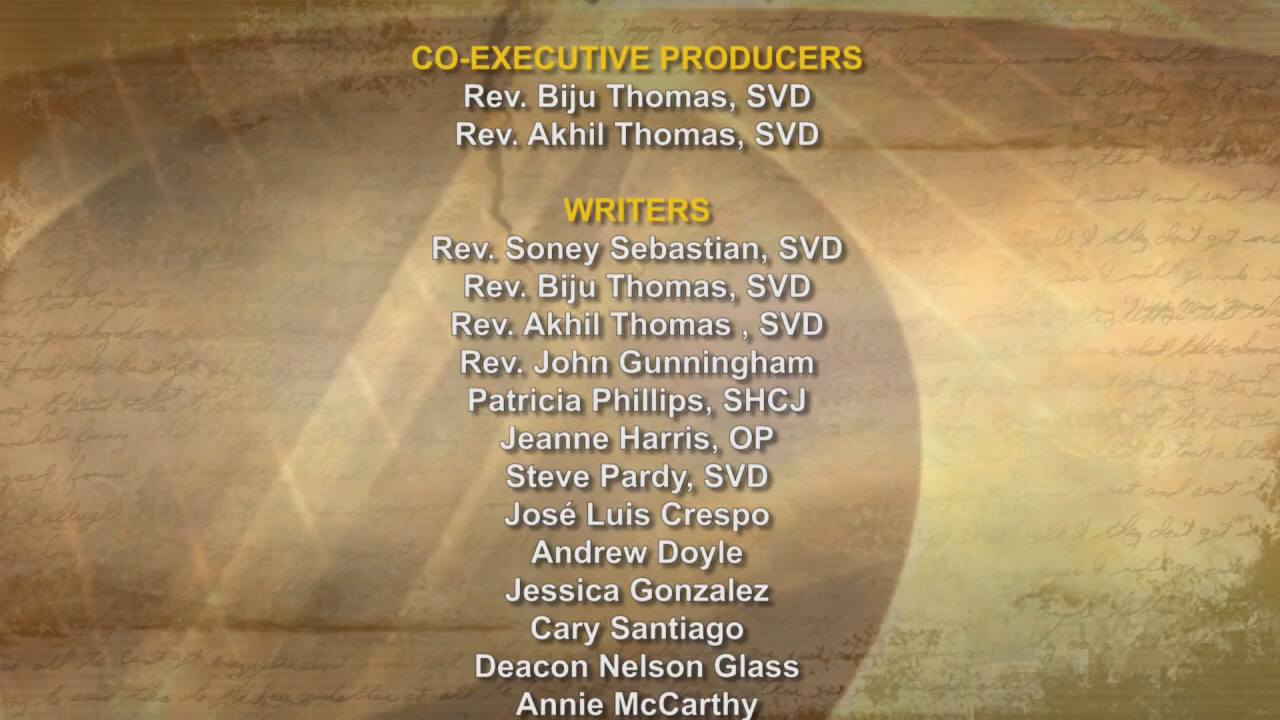 CO-EXECUTIVE PRODUCERS
Rev. Biju Thomas, SVD
Rev. Akhil Thomas, SVD
WRITERS
Rev. Soney Sebastian, SVD
Rev. Biju Thomas, SVD
Rev. Akhil Thomas , SVD
Rev. John Gunningham
Patricia Phillips, SHCJ
Jeanne Harris, OP
Steve Pardy, SVD
José Luis Crespo
Andrew Doyle
Jessica Gonzalez
Cary Santiago
Deacon Nelson Glass
Annie McCarthy